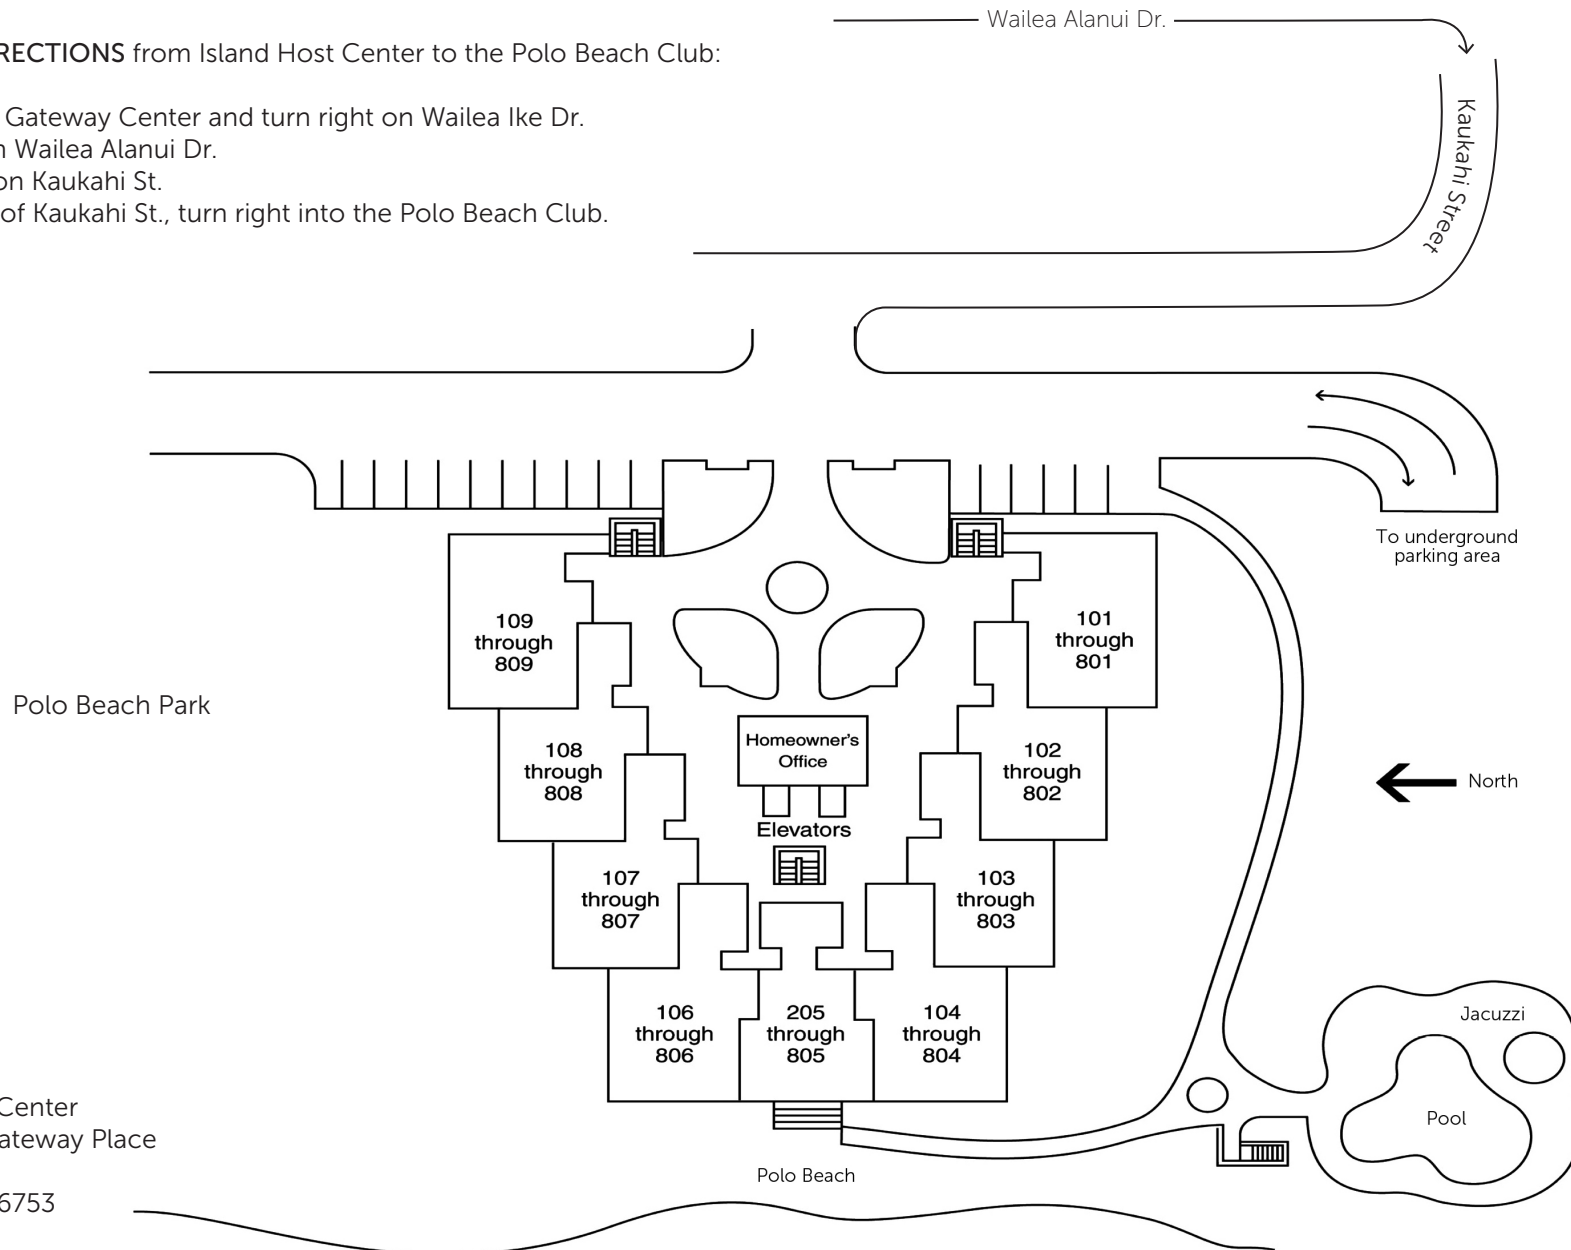 Wailea Alanui Dr.
RECTIONS from Island Host Center to the Polo Beach Club:
Gateway Center and turn right on Wailea Ike Dr.
n Wailea Alanui Dr.
on Kaukahi St.
of Kaukahi St., turn right into the Polo Beach Club.
Kaukahi Street
To underground
parking area
109
through
809
101
through
801
Polo Beach Park
Homeowner's
Office
108
through
808
102
through
802
North
Elevators
107
through
807
103
through
803
106
through
806
205
through
805
104
through
804
Jacuzzi
Pool
Center
ateway Place
Polo Beach
6753